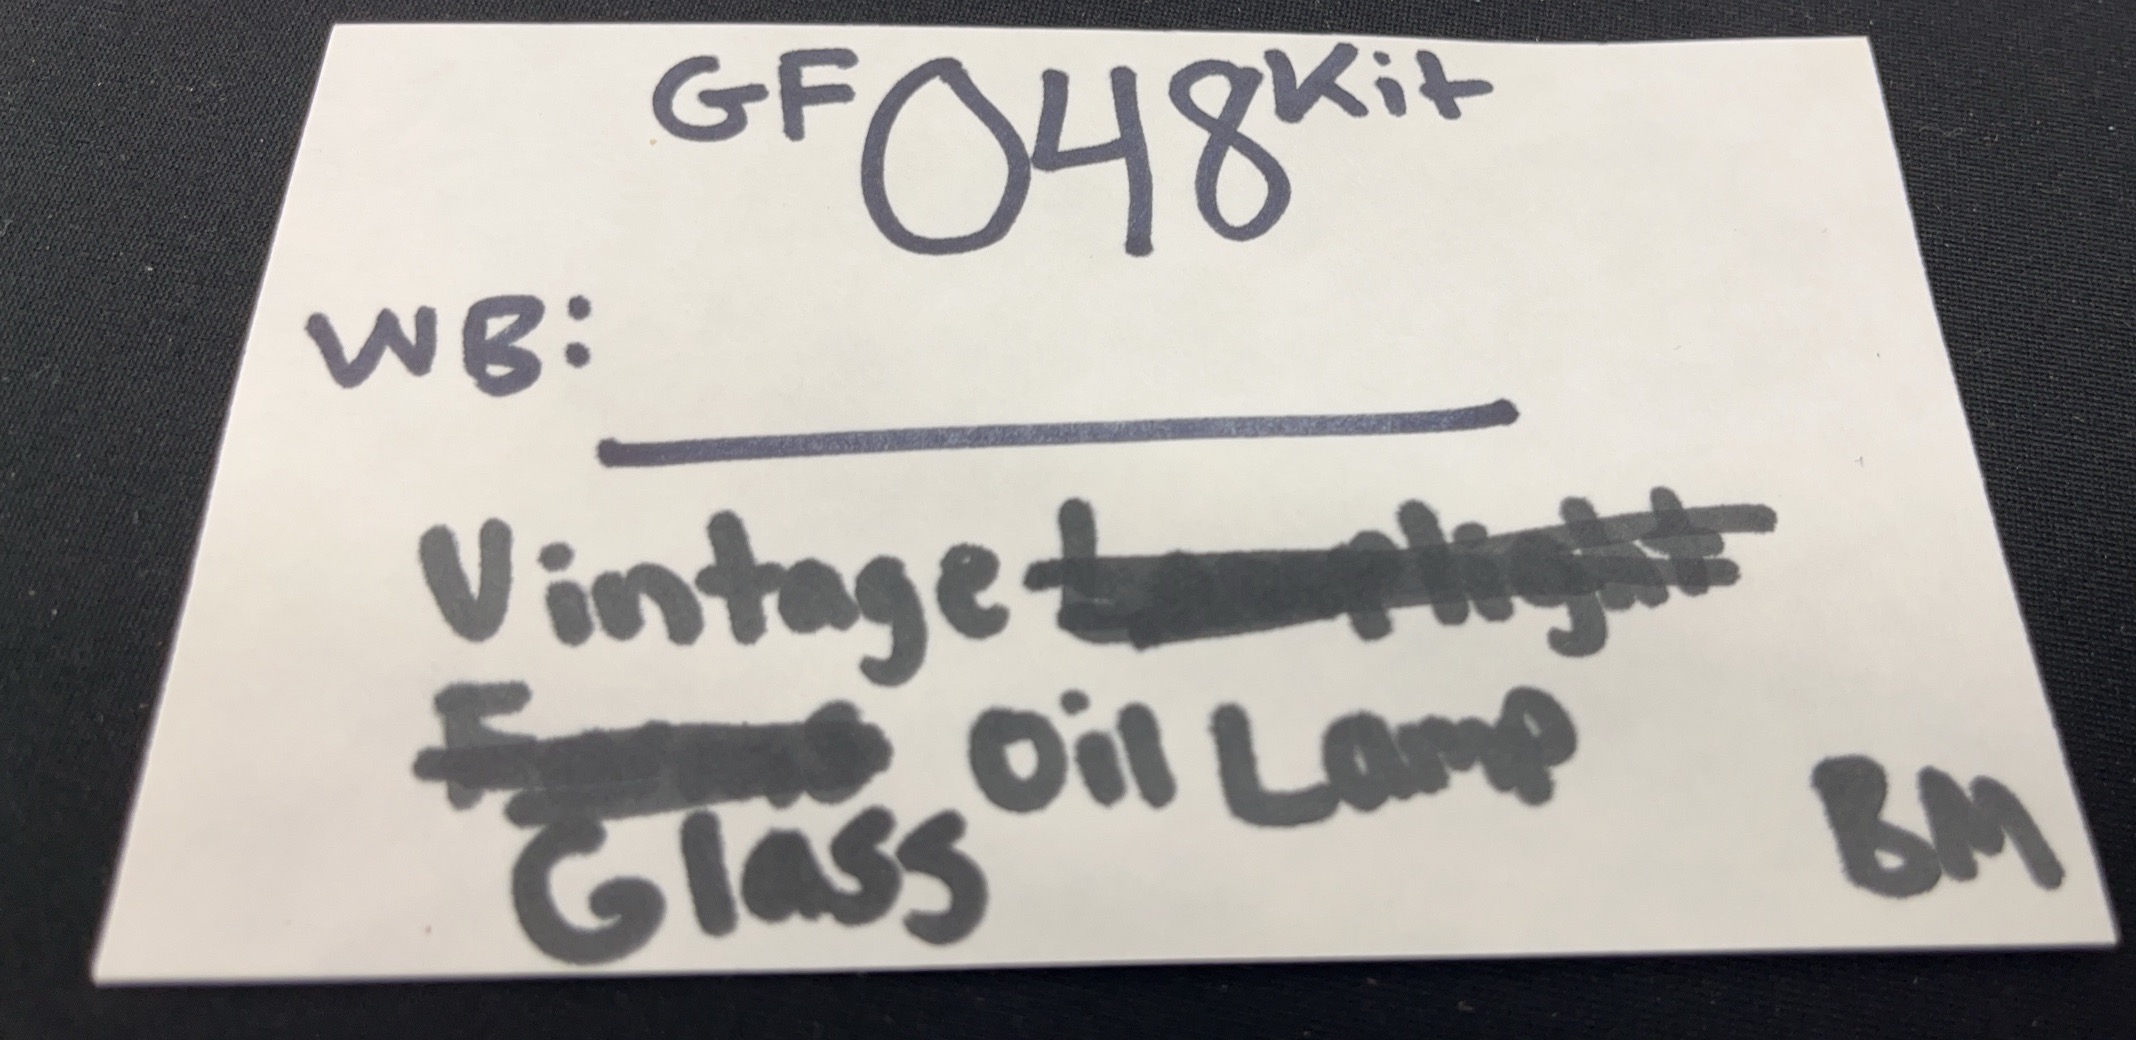 GF 048 Kit
WB:
Vintage
Oil Lamp
Glass
BM